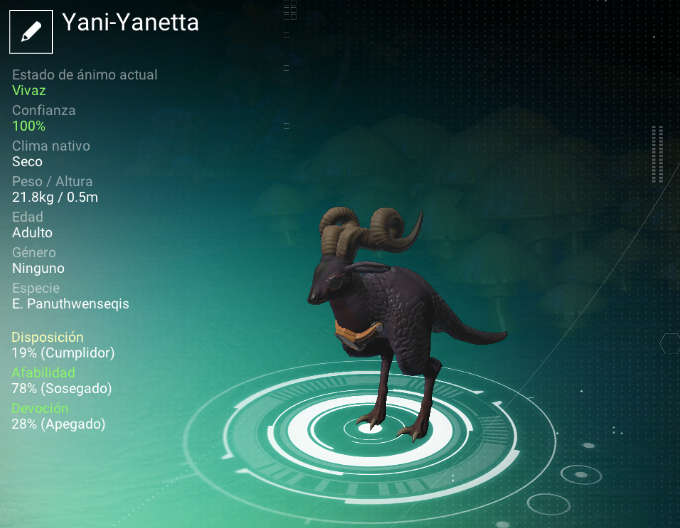 Yani-Yanetta
Estado de ánimo actual
Vivaz
Confianza
100%
Clima nativo
Seco
Peso / Altura
21.8kg / 0.5m
Edad
Adulto
Género
Ninguno
Especie
E. Panuthwenseqis
Disposición
19% (Cumplidor)
Afabilidad
78% (Sosegado)
Devoción
28% (Apegado)